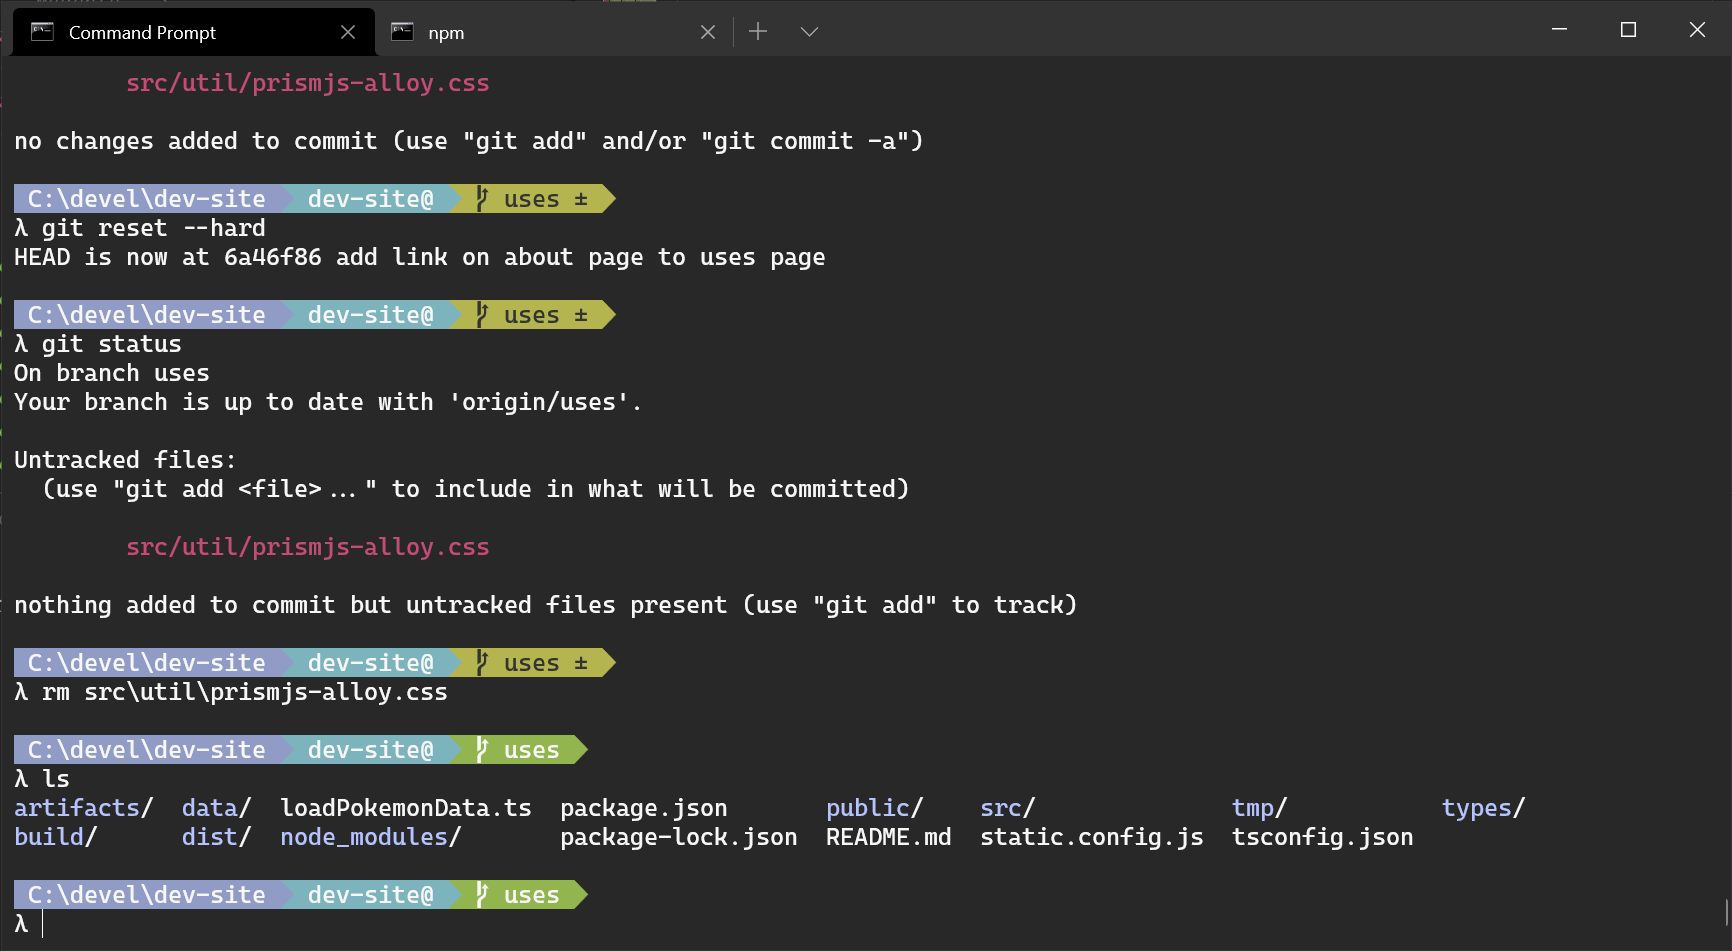 Command Prompt npm
src/util/prismjs-alloy.css
no changes added to commit (use "git add" and/or "git commit -a")
C:\devel\dev-site dev-site@ uses ±
λ git reset --hard
HEAD is now at 6a46f86 add link on about page to uses page
C:\devel\dev-site dev-site@ uses ±
λ git status
On branch uses
Your branch is up to date with 'origin/uses'.
Untracked files:
(use "git add <file>..." to include in what will be committed)
src/util/prismjs-alloy.css
nothing added to commit but untracked files present (use "git add" to track)
C:\devel\dev-site dev-site@ uses ±
λ rm src\util\prismjs-alloy.css
C:\devel\dev-site dev-site@ uses
λ ls
artifacts/ data/ loadPokemonData.ts package.json public/ src/ tmp/ types/
build/ dist/ node_modules/ package-lock.json README.md static.config.js tsconfig.json
C:\devel\dev-site dev-site@ uses
λ